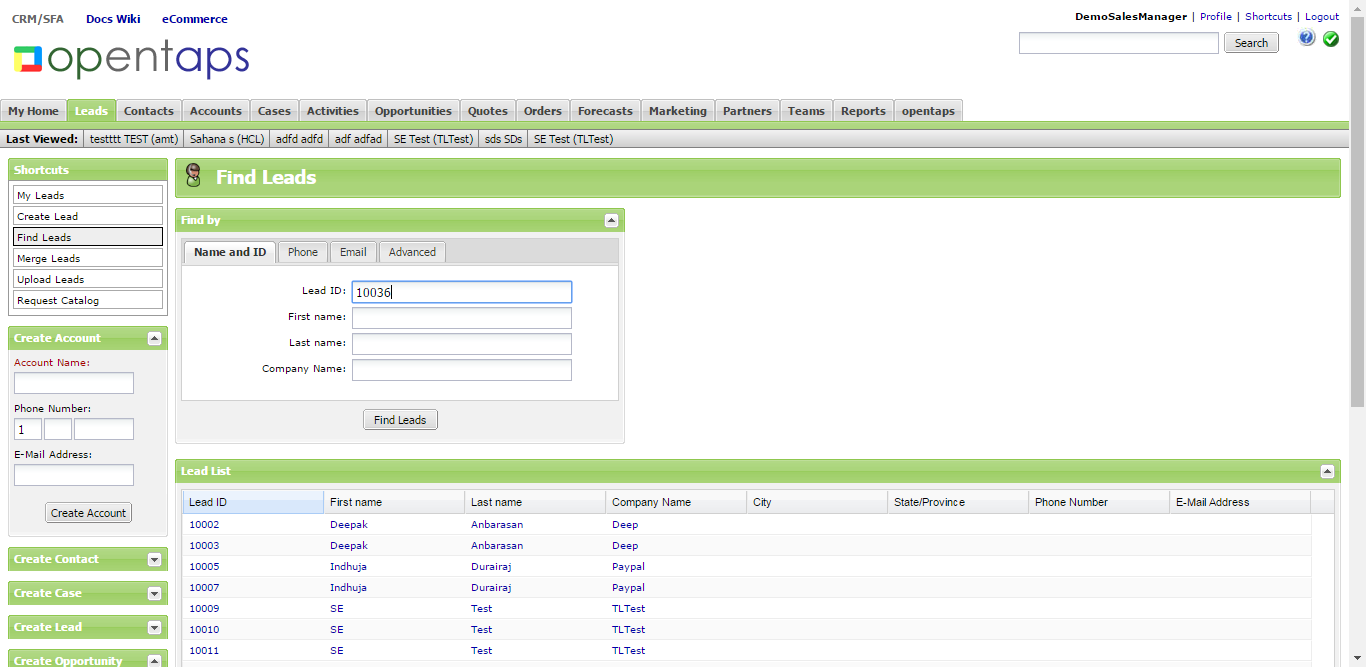 CRM/SFA Docs Wiki eCommerce
DemoSalesManager | Profile | Shortcuts | Logout
opentaps
Search
?
My Home Leads Contacts Accounts Cases Activities Opportunities Quotes Orders Forecasts Marketing Partners Teams Reports opentaps
Last Viewed: testttt TEST (amt) Sahana s (HCL) adfd adfd adf adfad SE Test (TLTest) sds SDs SE Test (TLTest)
Shortcuts
My Leads
Create Lead
Find Leads
Merge Leads
Upload Leads
Request Catalog
Create Account
Account Name:
Phone Number:
1
E-Mail Address:
Create Account
Create Contact
Create Case
Create Lead
Create Opportunity
Find Leads
Find by
Name and ID Phone Email Advanced
Lead ID: 10036
First name:
Last name:
Company Name:
Find Leads
Lead List
Lead ID First name Last name Company Name City State/Province Phone Number E-Mail Address
10002 Deepak Anbarasan Deep
10003 Deepak Anbarasan Deep
10005 Indhuja Durairaj Paypal
10007 Indhuja Durairaj Paypal
10009 SE Test TLTest
10010 SE Test TLTest
10011 SE Test TLTest